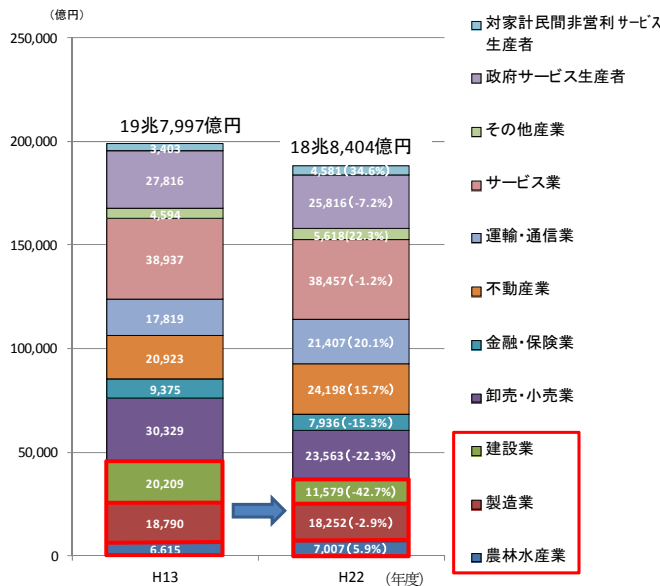 (億円)
250,000
200,000
150,000
100,000
50,000
0
19兆7,997億円
3,403
27,816
4,594
38,937
17,819
20,923
9,375
30,329
20,209
18,790
6,615
H13
18兆8,404億円
4,581(34.6%)
25,816(-7.2%)
5,618(22.3%)
38,457(-1.2%)
21,407(20.1%)
24,198(15.7%)
7,936(-15.3%)
23,563(-22.3%)
11,579(-42.7%)
18,252(-2.9%)
7,007(5.9%)
H22
(年度)
対家計民間非営利サービス
生産者
政府サービス生産者
その他産業
サービス業
運輸・通信業
不動産業
金融・保険業
卸売・小売業
建設業
製造業
農林水産業